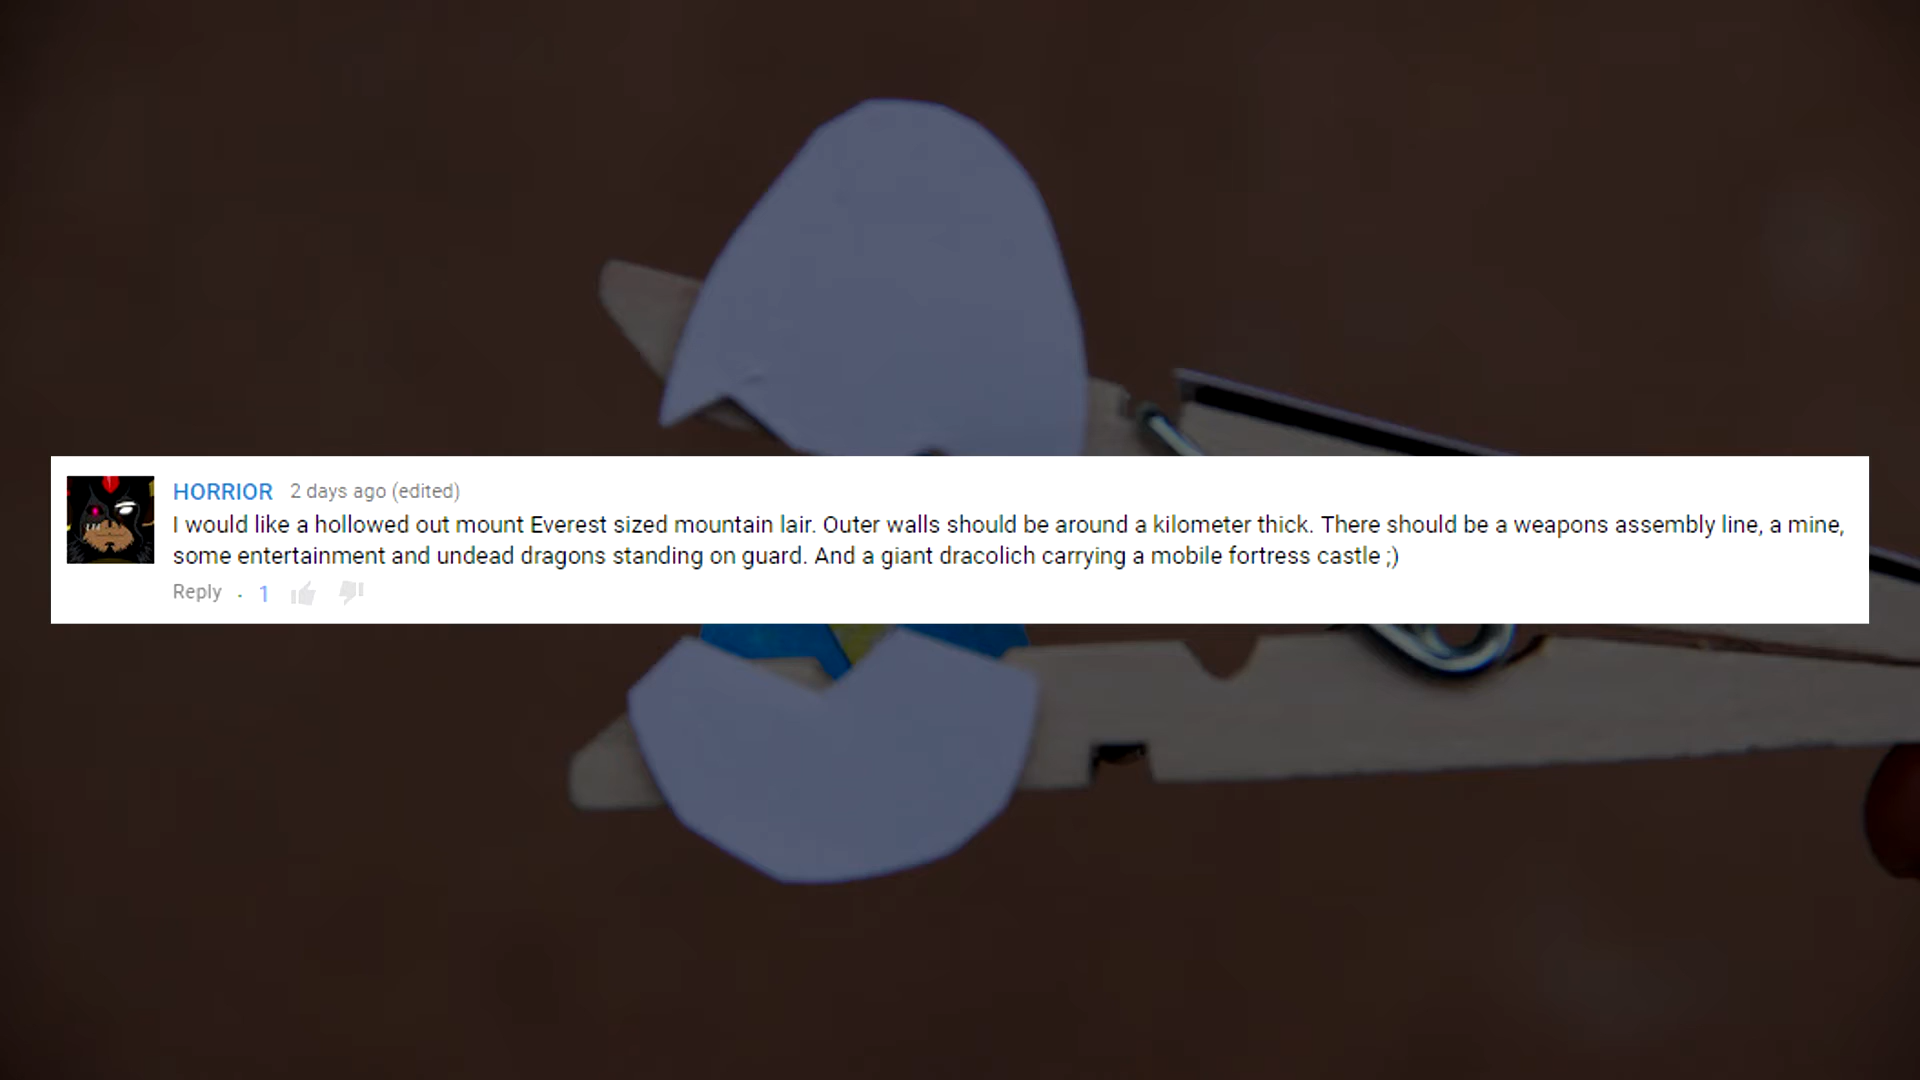 HORRIOR 2 days ago (edited)
I would like a hollowed out mount Everest sized mountain lair. Outer walls should be around a kilometer thick. There should be a weapons assembly line, a mine,
some entertainment and undead dragons standing on guard. And a giant dracolich carrying a mobile fortress castle ;)
Reply · 1